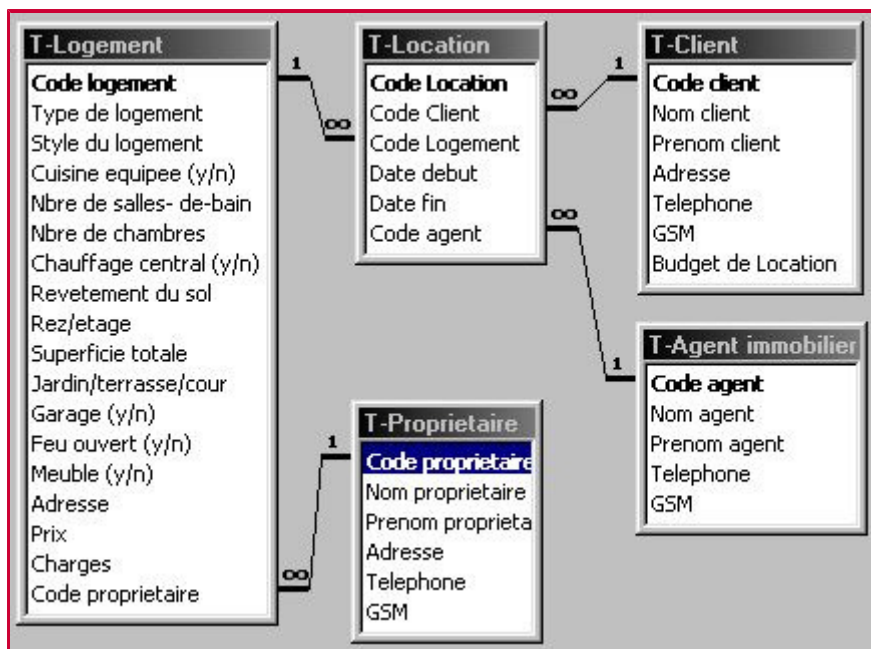 T-Logement
Code logement
Type de logement
Style du logement
Cuisine equipee (y/n)
Nbre de salles- de-bain
Nbre de chambres
Chauffage central (y/n)
Revetement du sol
Rez/etage
Superficie totale
Jardin/terrasse/cour
Garage (y/n)
Feu ouvert (y/n)
Meuble (y/n)
Adresse
Prix
Charges
Code proprietaire
1
∞
T-Location
Code Location
Code Client
Code Logement
Date debut
Date fin
Code agent
∞
1
∞
1
T-Client
Code client
Nom client
Prenom client
Adresse
Telephone
GSM
Budget de Location
T-Agent immobilier
Code agent
Nom agent
Prenom agent
Telephone
GSM
1
∞
T-Proprietaire
Code proprietaire
Nom proprietaire
Prenom proprieta
Adresse
Telephone
GSM